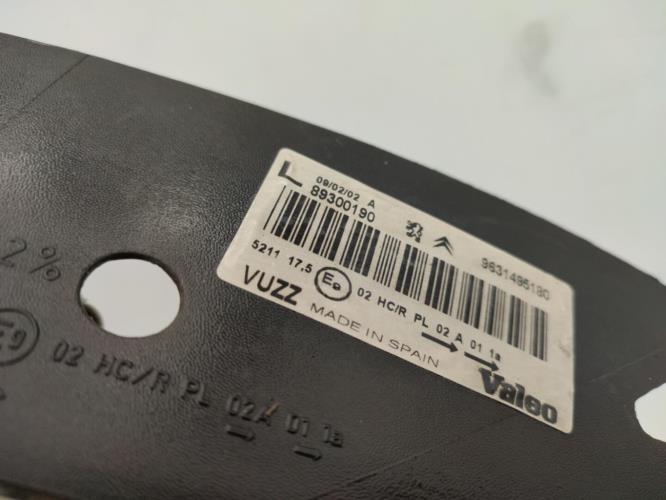 L 09/02/02 A
89300190
9631495180
5211 17.5 E9 02 HC/R PL 02 A 01 1a
VUZZ MADE IN SPAIN Valeo
2%
E9 02 HC/R PL 02A 01 1a